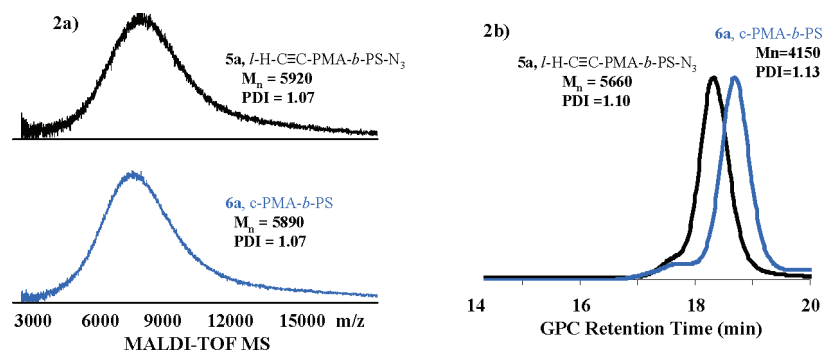 2a)
5a, l-H-C≡C-PMA-b-PS-N3
Mn = 5920
PDI = 1.07
6a, c-PMA-b-PS
Mn = 5890
PDI = 1.07
3000 6000 9000 12000 15000 m/z
MALDI-TOF MS
2b)
6a, c-PMA-b-PS
Mn=4150
PDI=1.13
5a, l-H-C≡C-PMA-b-PS-N3
Mn = 5660
PDI =1.10
14 16 18 20
GPC Retention Time (min)